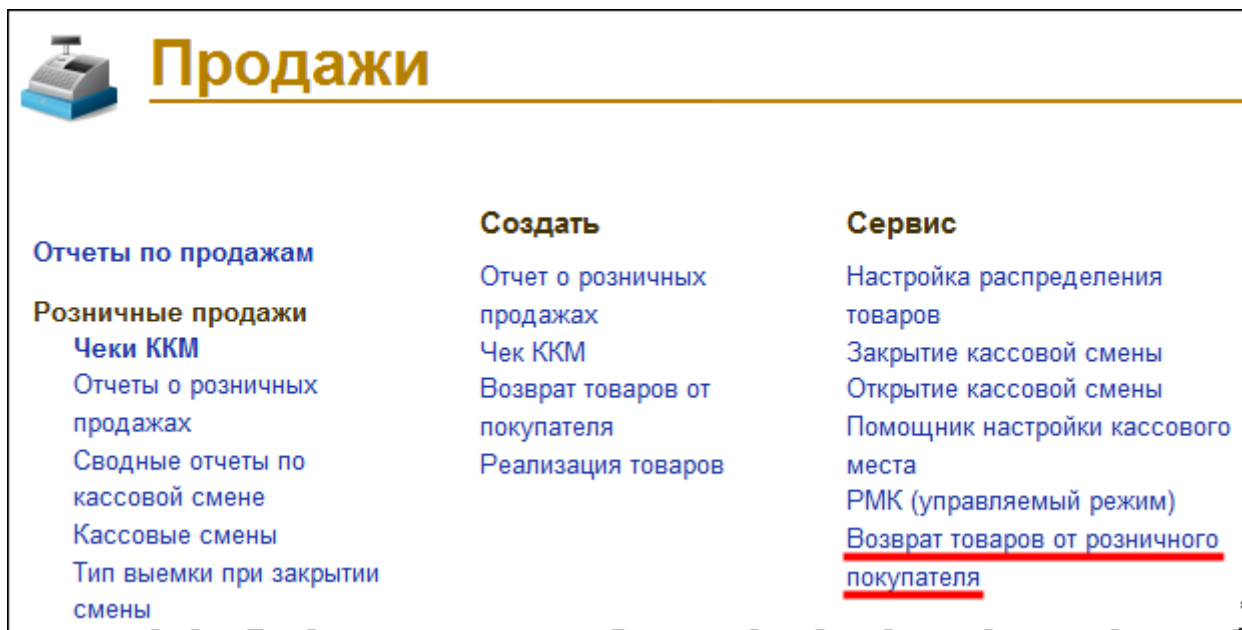 Продажи
Отчеты по продажам
Розничные продажи
Чеки ККМ
Отчеты о розничных
продажах
Сводные отчеты по
кассовой смене
Кассовые смены
Тип выемки при закрытии
смены
Создать
Отчет о розничных
продажах
Чек ККМ
Возврат товаров от
покупателя
Реализация товаров
Сервис
Настройка распределения
товаров
Закрытие кассовой смены
Открытие кассовой смены
Помощник настройки кассового
места
РМК (управляемый режим)
Возврат товаров от розничного
покупателя